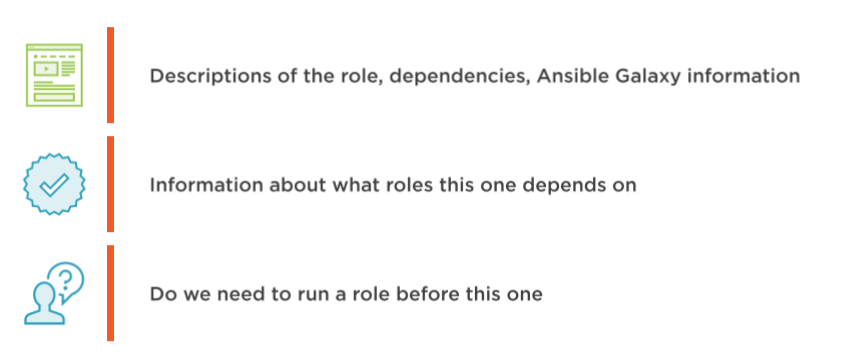 Descriptions of the role, dependencies, Ansible Galaxy information
Information about what roles this one depends on
Do we need to run a role before this one